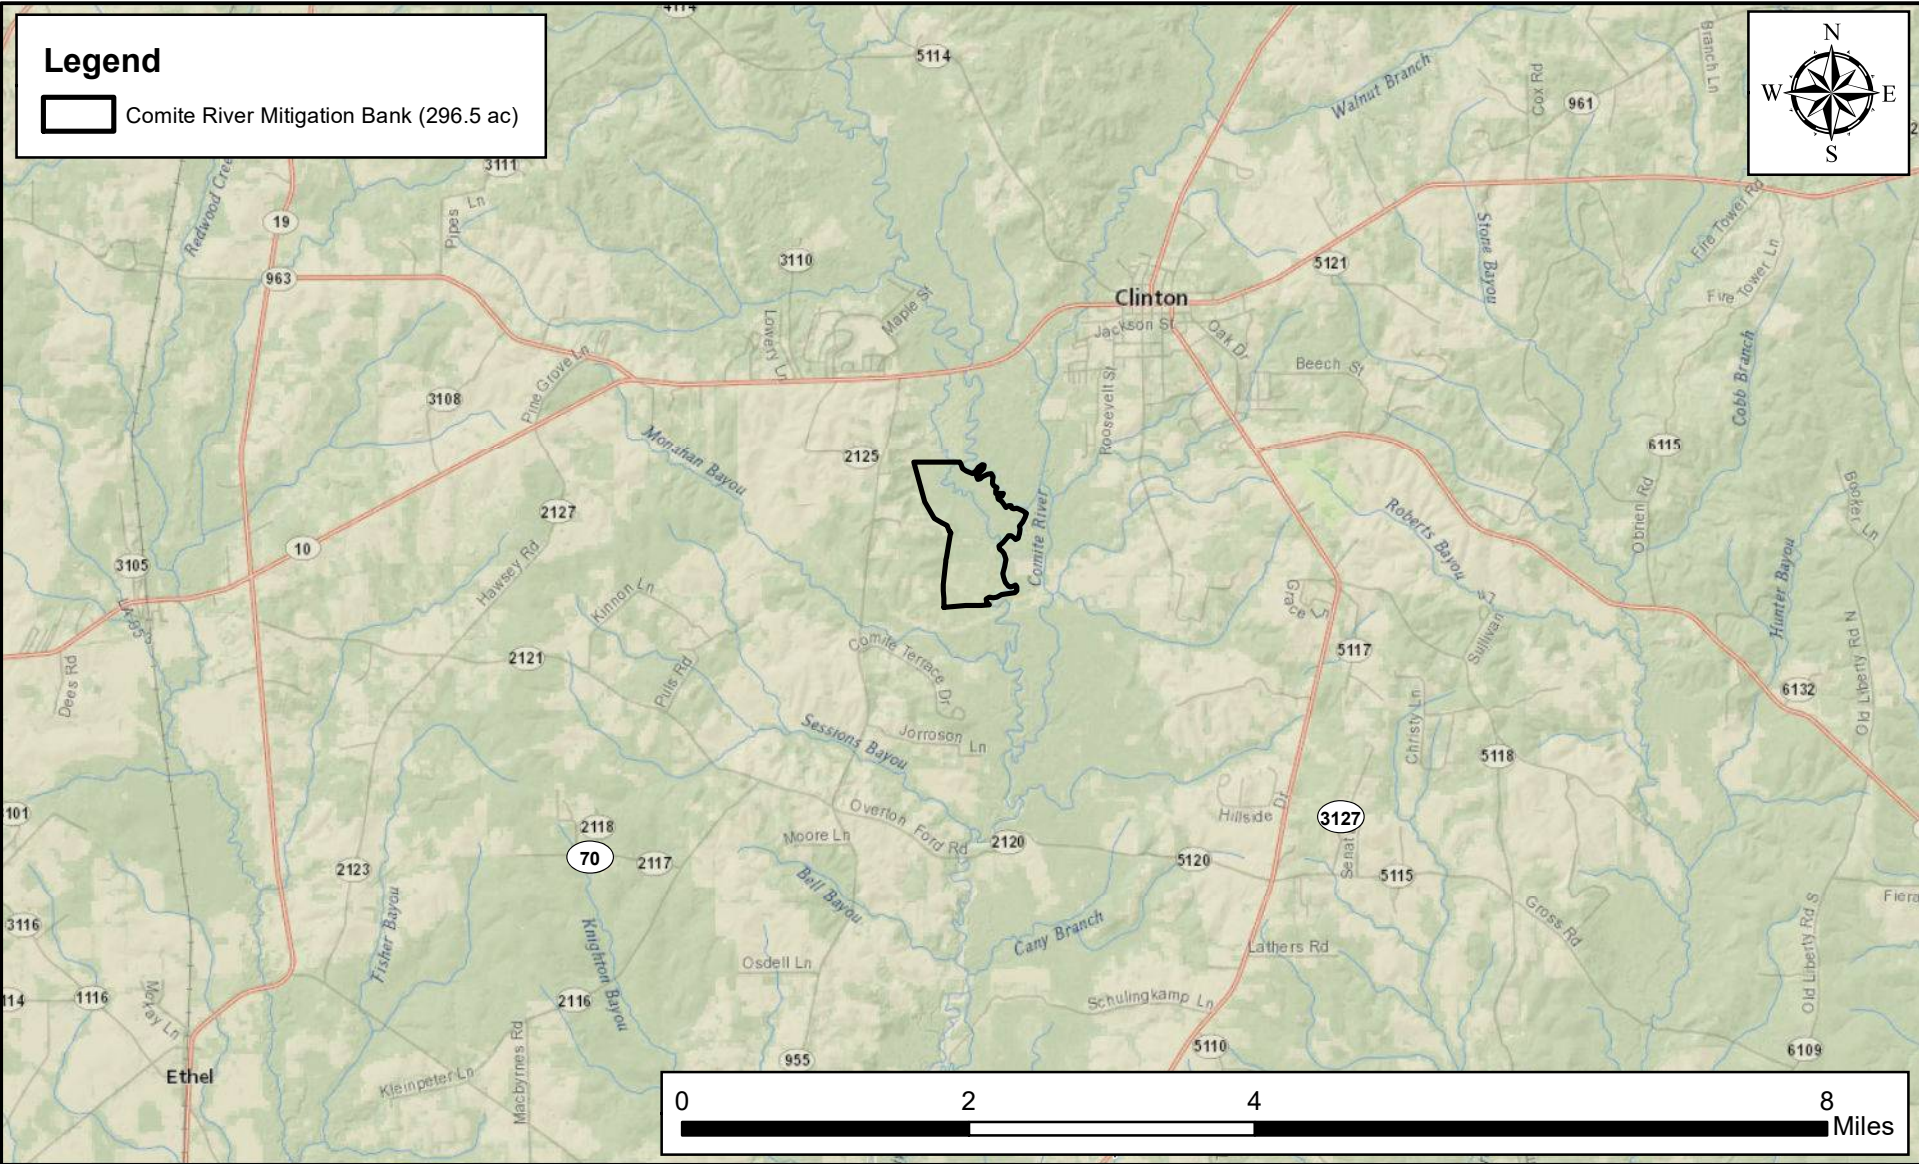 Legend
Comite River Mitigation Bank (296.5 ac)
N
W
E
S
5114
Walnut Branch
Cox Rd
961
Branch Ln
3111
Redwood Cree
19
Pipes Ln
963
3110
5121
Stone Bayou
Fire Tower Rd
Fire Tower Ln
Clinton
Jackson St
Oak Dr
Maple St
Lowery Ln
Pine Grove Ln
3108
Beech St
Roosevelt St
Cobb Branch
6115
Monahan Bayou
2125
2127
10
3105
Hawsey Rd
Kinnon Ln
Comite River
Roberts Bayou
Obrien Rd
Booker Ln
Hunter Bayou
Grace
Sullivan
5117
2121
Puls Rd
Dees Rd
Comite Terrace Dr
Old Liberty Rd N
6132
Sessions Bayou
Jorroson Ln
Christy Ln
5118
101
2118
70
2117
2123
Moore Ln
Overton Ford Rd
2120
Hillside Dr
3127
5120
Senat
5115
Bell Bayou
Cany Branch
Gross Rd
Lathers Rd
Old Liberty Rd S
Fiera
3116
Fisher Bayou
Knighton Bayou
Osdell Ln
114
1116
McKay Ln
2116
Schulingkamp Ln
5110
6109
955
Ethel
Kleinpeter Ln
Macbyrnes Rd
0 2 4 8
Miles